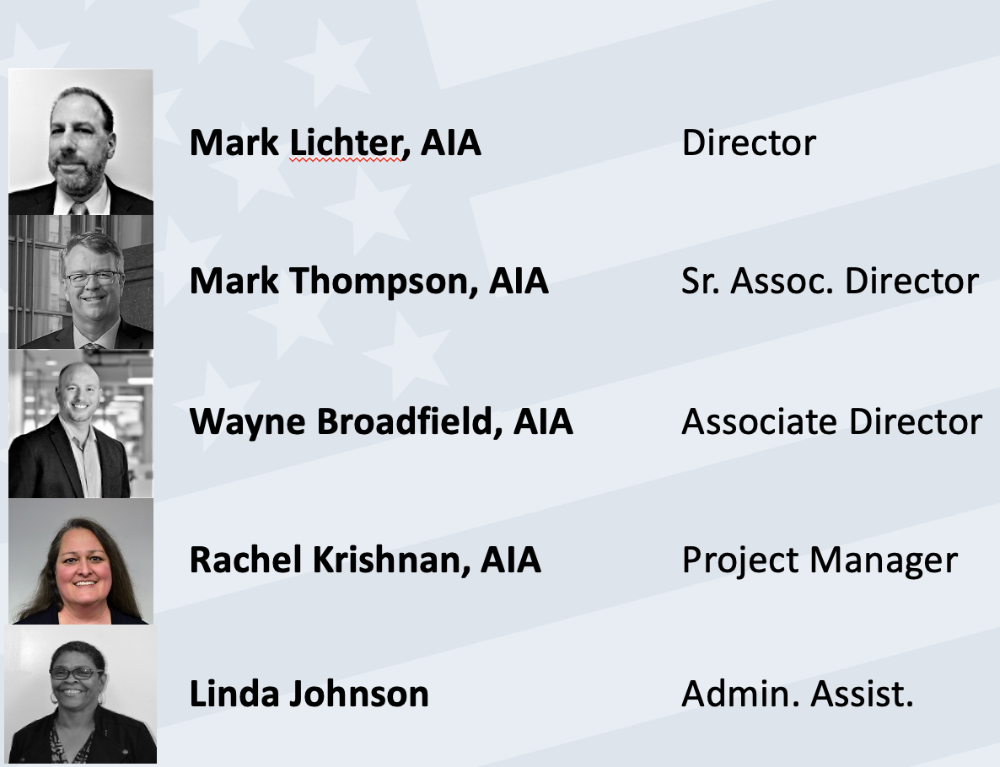 Mark Lichter, AIA Director
Mark Thompson, AIA Sr. Assoc. Director
Wayne Broadfield, AIA Associate Director
Rachel Krishnan, AIA Project Manager
Linda Johnson Admin. Assist.